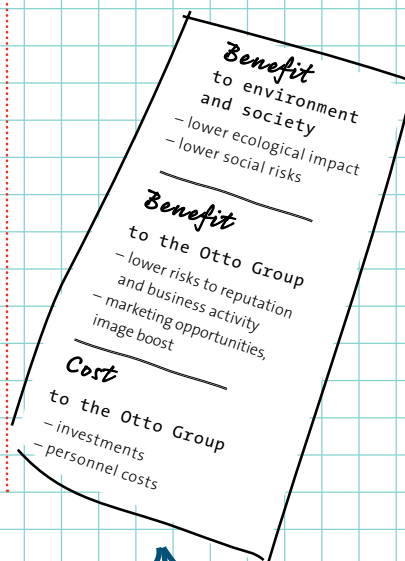 Benefit
to environment
and society
– lower ecological impact
– lower social risks
Benefit
to the Otto Group
– lower risks to reputation
and business activity
– marketing opportunities,
image boost
Cost
to the Otto Group
– investments
– personnel costs